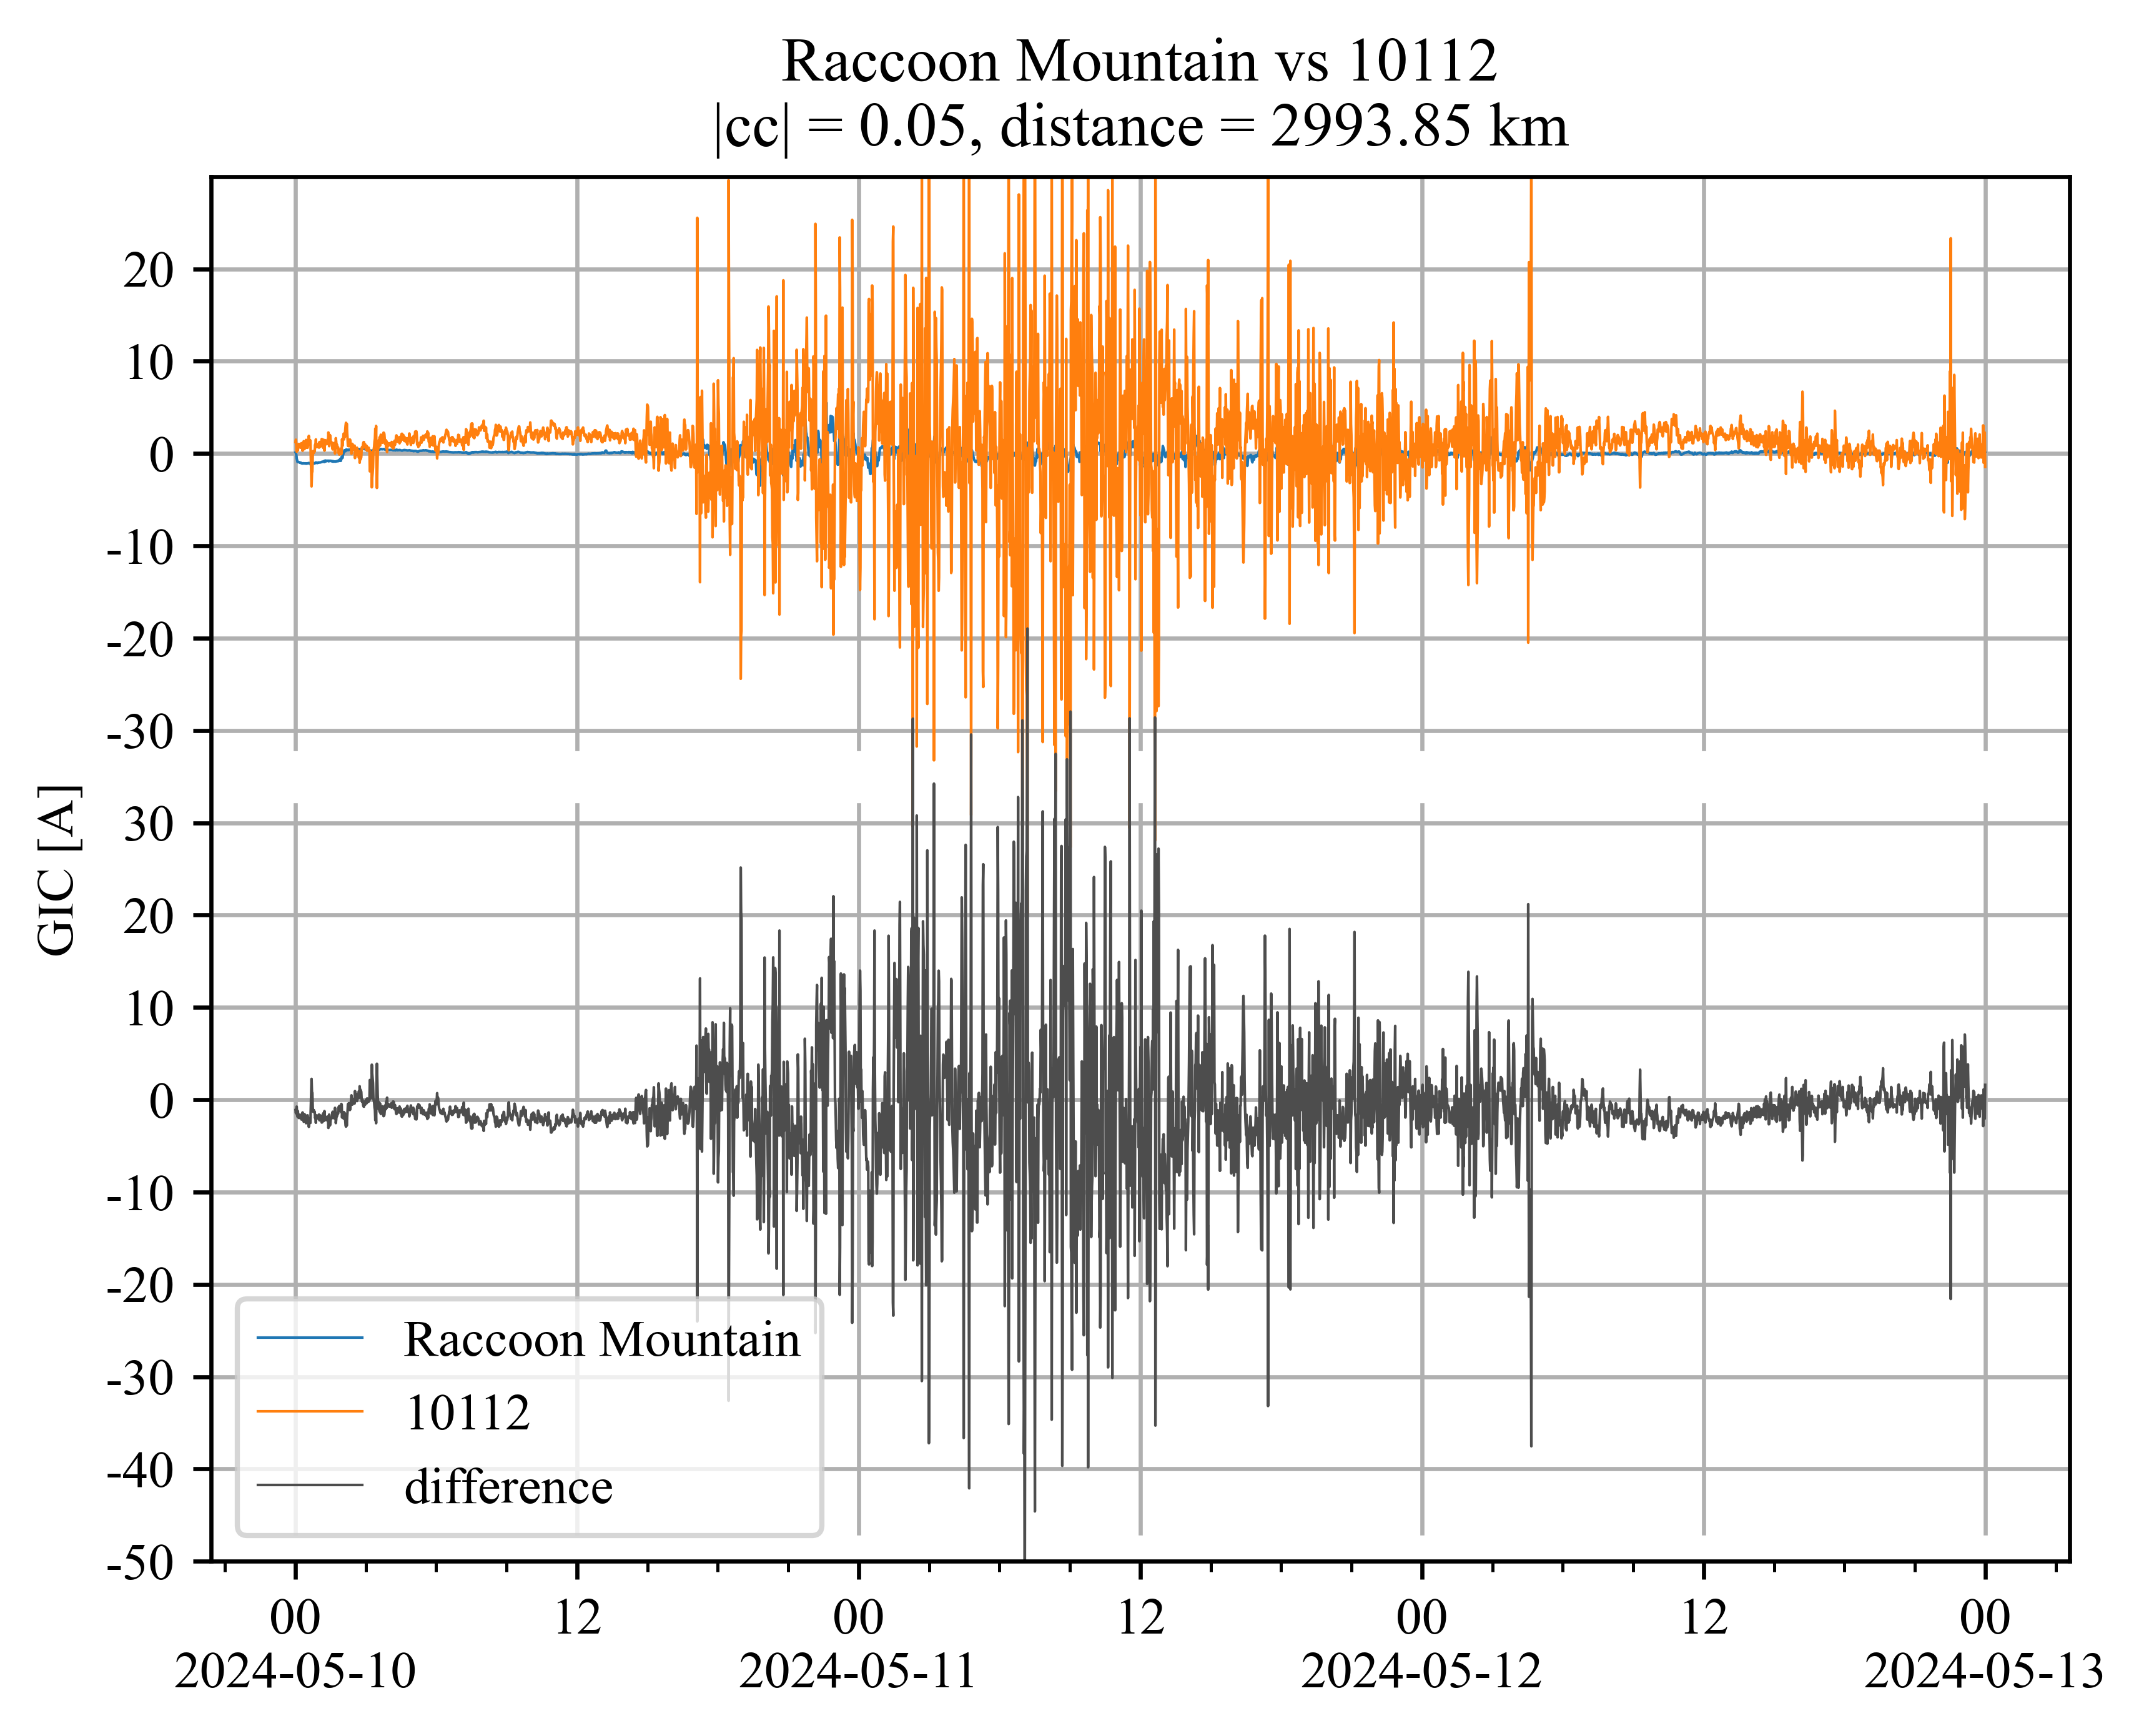 Raccoon Mountain vs 10112
|cc| = 0.05, distance = 2993.85 km
GIC [A]
20
10
0
-10
-20
-30
30
20
10
0
-10
-20
-30
-40
-50
Raccoon Mountain
10112
difference
00 12 00 12 00 12 00
2024-05-10 2024-05-11 2024-05-12 2024-05-13